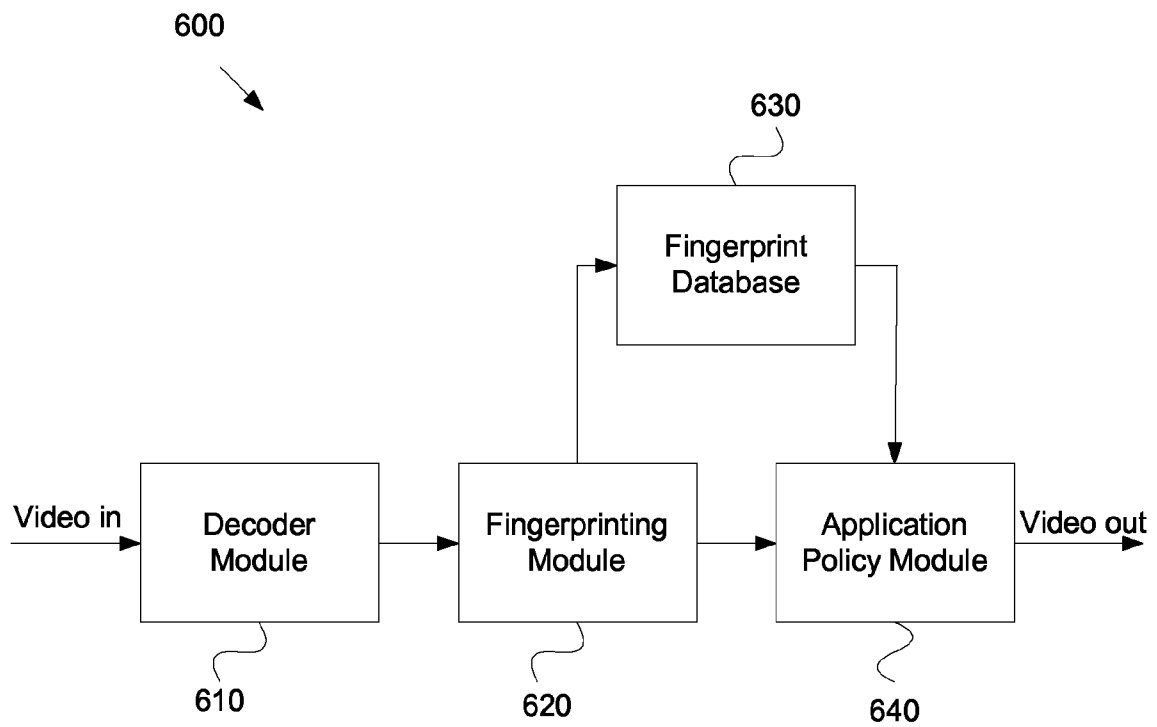 600
630
Fingerprint
Database
Video in
Decoder
Module
Fingerprinting
Module
Application
Policy Module
Video out
610
620
640